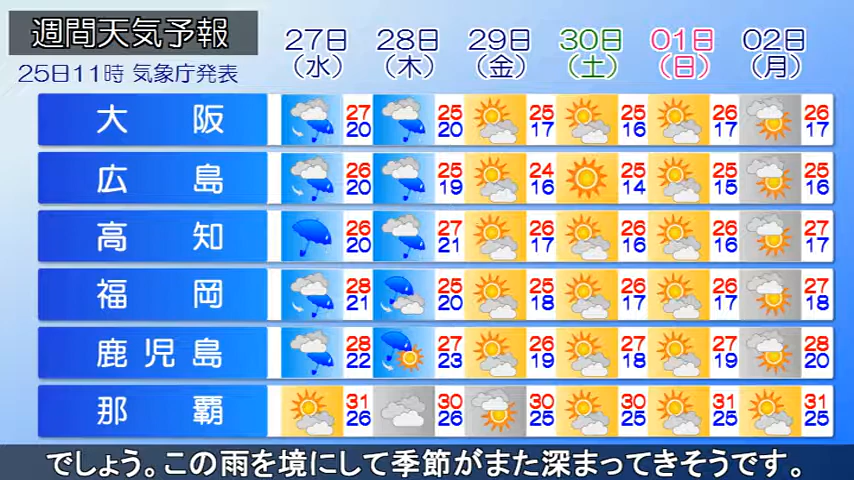 週間天気予報
25日11時 気象庁発表
27日 28日 29日 30日 01日 02日
(水) (木) (金) (土) (日) (月)
大阪 27 20 25 20 25 17 25 16 26 17 26 17
広島 26 20 25 19 24 16 25 14 25 15 25 16
高知 26 20 27 21 26 17 26 16 26 16 27 17
福岡 28 21 25 20 25 18 26 17 26 17 27 18
鹿児島 28 22 27 23 26 19 27 18 27 19 28 20
那覇 31 26 30 26 30 25 30 25 31 25 31 25
でしょう。この雨を境にして季節がまた深まってきそうです。